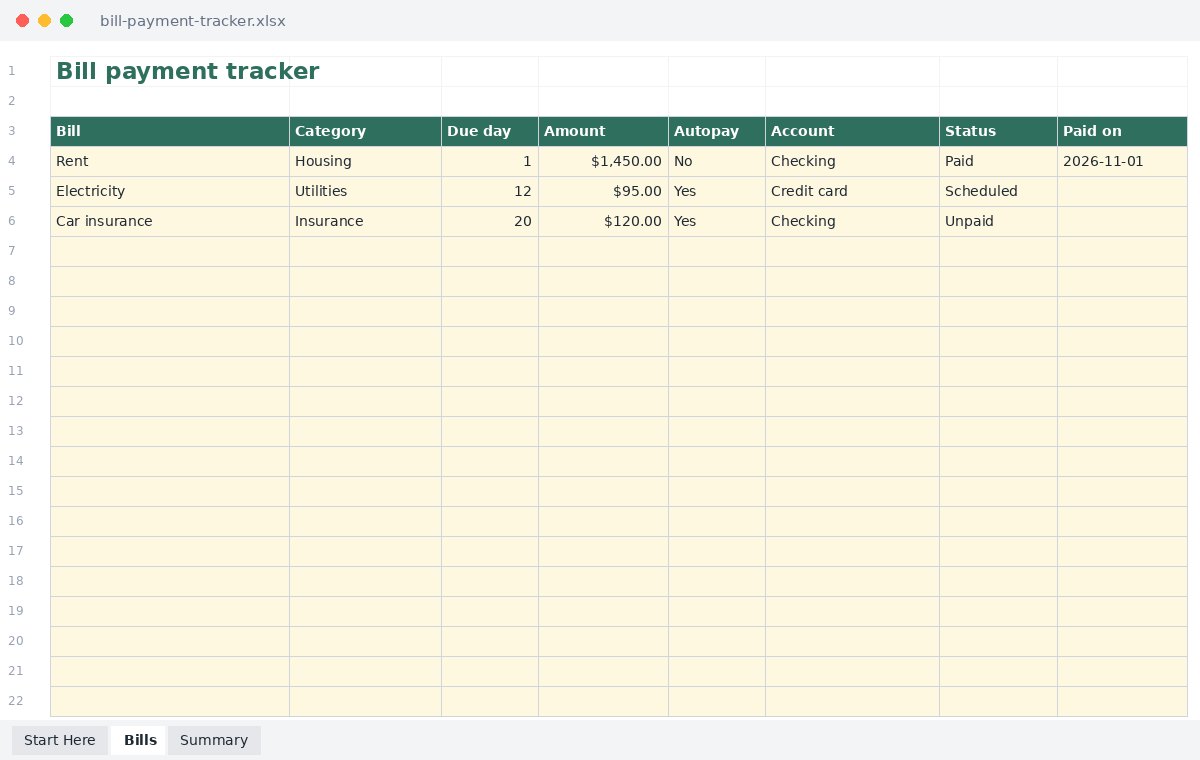 bill-payment-tracker.xlsx
1 Bill payment tracker
2
3 Bill Category Due day Amount Autopay Account Status Paid on
4 Rent Housing 1 $1,450.00 No Checking Paid 2026-11-01
5 Electricity Utilities 12 $95.00 Yes Credit card Scheduled
6 Car insurance Insurance 20 $120.00 Yes Checking Unpaid
7
8
9
10
11
12
13
14
15
16
17
18
19
20
21
22
Start Here Bills Summary